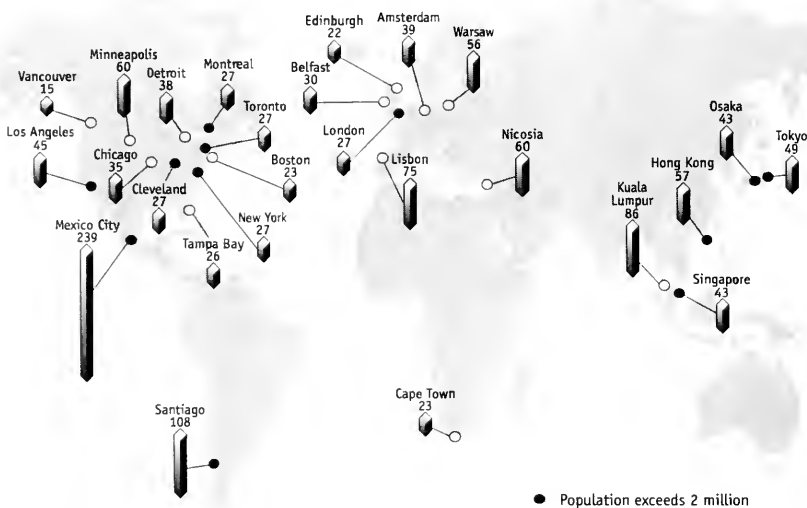 Edinburgh
22
Amsterdam
39
Warsaw
56
Minneapolis
60
Vancouver
15
Detroit
38
Montreal
27
Belfast
30
Toronto
27
Los Angeles
45
Chicago
35
Cleveland
27
Boston
23
London
27
Lisbon
75
Nicosia
60
Osaka
43
Tokyo
49
Hong Kong
57
Kuala
Lumpur
86
Mexico City
239
Tampa Bay
26
New York
27
Singapore
43
Santiago
108
Cape Town
23
Population exceeds 2 million